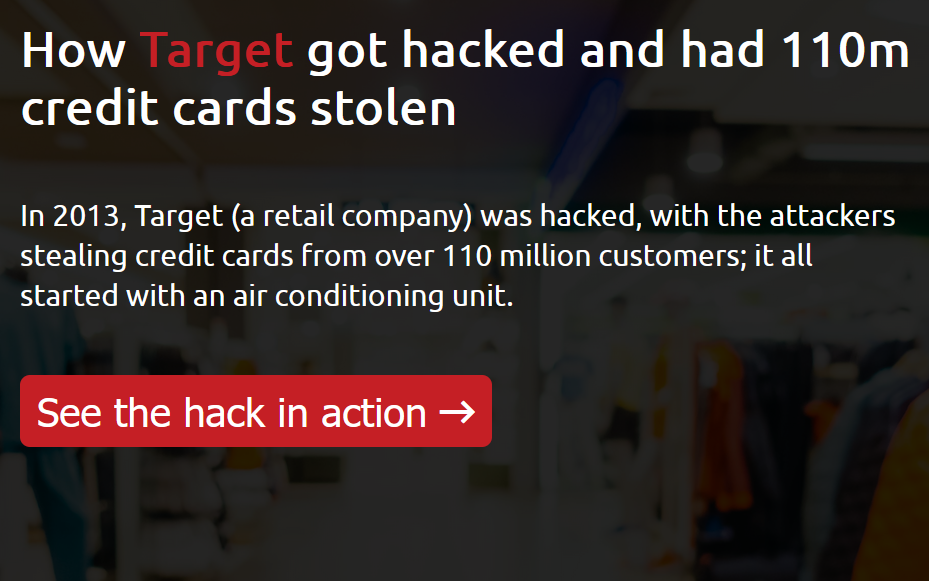 How Target got hacked and had 110m
credit cards stolen
In 2013, Target (a retail company) was hacked, with the attackers
stealing credit cards from over 110 million customers; it all
started with an air conditioning unit.
See the hack in action →